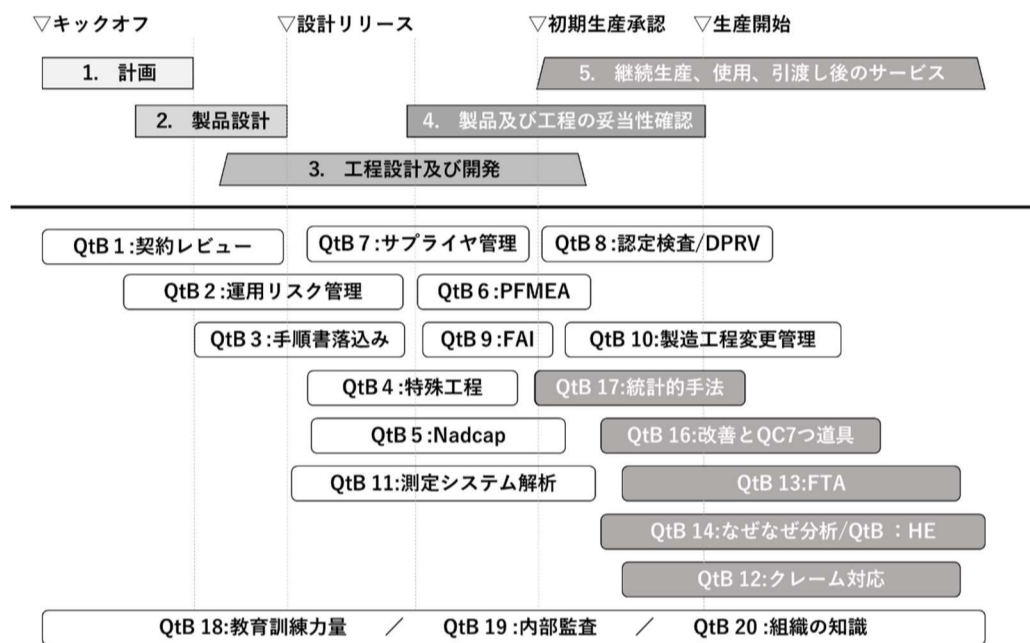 ▽キックオフ ▽設計リリース ▽初期生産承認 ▽生産開始
1. 計画 5. 継続生産、使用、引渡し後のサービス
2. 製品設計 4. 製品及び工程の妥当性確認
3. 工程設計及び開発
QtB 1:契約レビュー QtB 7:サプライヤ管理 QtB 8:認定検査/DPRV
QtB 2:運用リスク管理 QtB 6:PFMEA
QtB 3:手順書落込み QtB 9:FAI QtB 10:製造工程変更管理
QtB 4:特殊工程 QtB 17:統計的手法
QtB 5:Nadcap QtB 16:改善とQC7つ道具
QtB 11:測定システム解析 QtB 13:FTA
QtB 14:なぜなぜ分析/QtB :HE
QtB 12:クレーム対応
QtB 18:教育訓練力量 / QtB 19 :内部監査 / QtB 20 :組織の知識